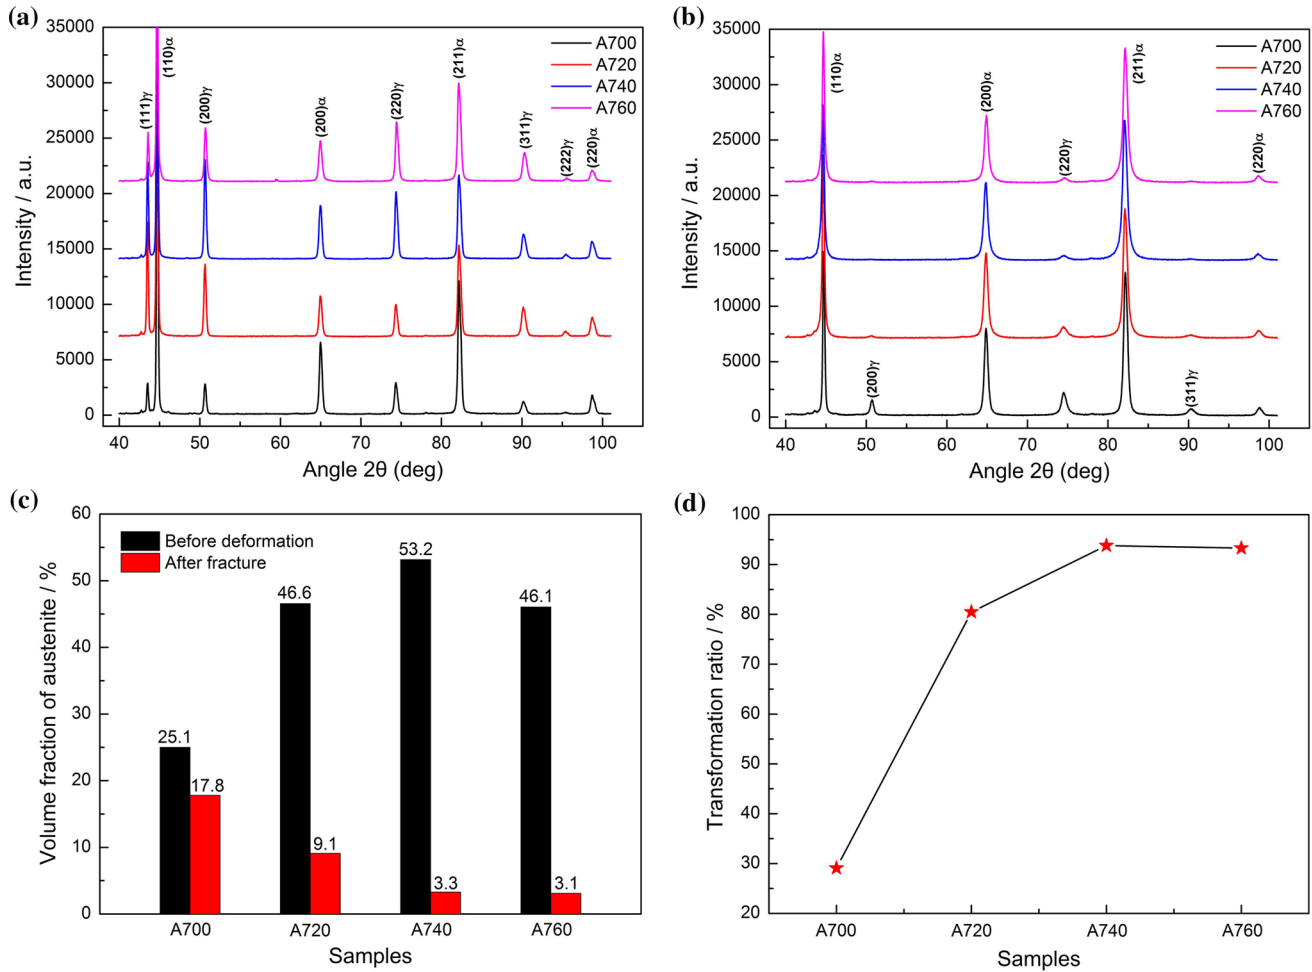 (a)
35000
30000
25000
20000
15000
10000
5000
0
Intensity / a.u.
(111)γ
(110)α
(200)γ
(200)α
(220)γ
(211)α
(311)γ
(222)γ
(220)α
A700
A720
A740
A760
40 50 60 70 80 90 100
Angle 2θ (deg)
(b)
35000
30000
25000
20000
15000
10000
5000
0
Intensity / a.u.
(110)α
(200)γ
(200)α
(220)γ
(211)α
(311)γ
(220)α
A700
A720
A740
A760
40 50 60 70 80 90 100
Angle 2θ (deg)
(c)
60
50
40
30
20
10
0
Volume fraction of austenite / %
Before deformation
After fracture
25.1
17.8
46.6
9.1
53.2
3.3
46.1
3.1
A700 A720 A740 A760
Samples
(d)
100
90
80
70
60
50
40
30
20
Transformation ratio / %
A700 A720 A740 A760
Samples